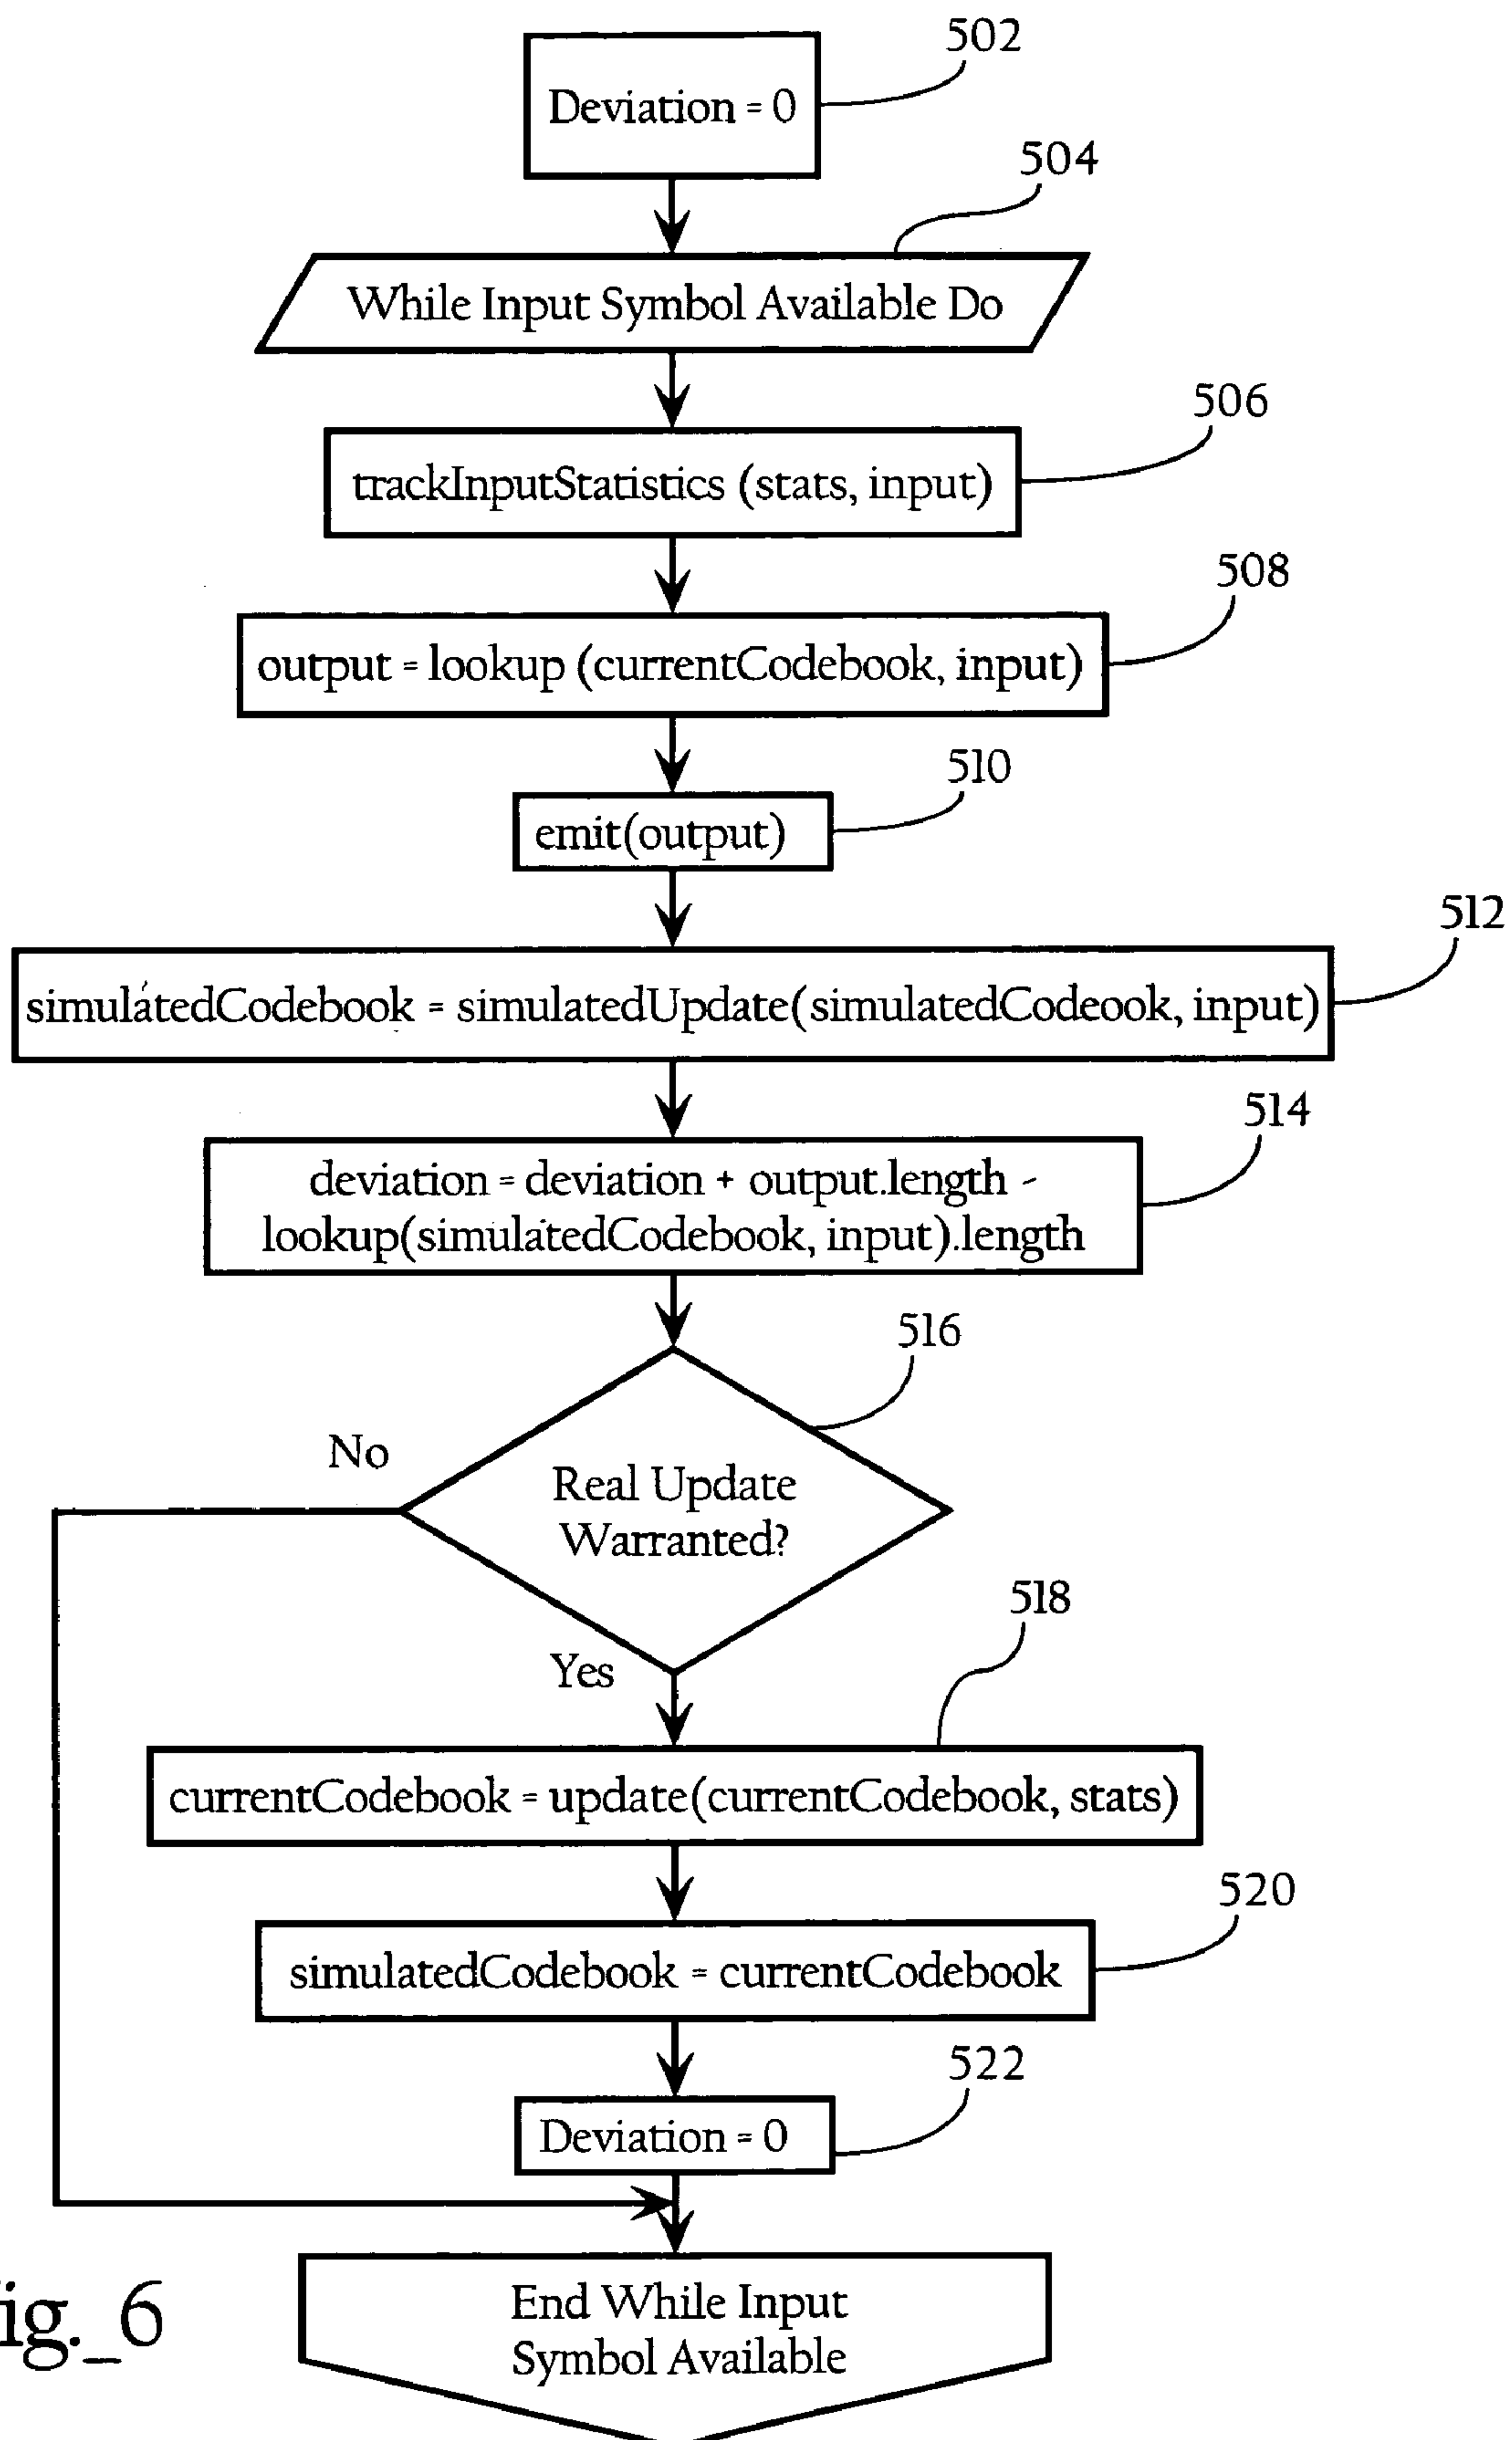 502
Deviation = 0
504
While Input Symbol Available Do
506
trackInputStatistics (stats, input)
508
output = lookup (currentCodebook, input)
510
emit(output)
512
simulatedCodebook = simulatedUpdate(simulatedCodeook, input)
514
deviation = deviation + output.length -
lookup(simulatedCodebook, input).length
516
No
Real Update
Warranted?
518
Yes
currentCodebook = update(currentCodebook, stats)
520
simulatedCodebook = currentCodebook
522
Deviation = 0
End While Input
Symbol Available
ig._6